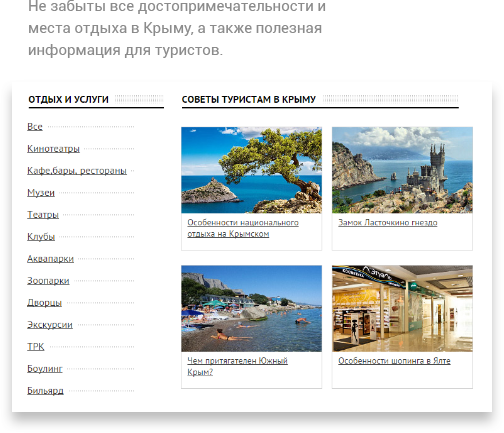 Не забыты все достопримечательности и
места отдыха в Крыму, а также полезная
информация для туристов.
ОТДЫХ И УСЛУГИ
Все
Кинотеатры
Кафе,бары, рестораны
Музеи
Театры
Клубы
Аквапарки
Зоопарки
Дворцы
Экскурсии
ТРК
Боулинг
Бильярд
СОВЕТЫ ТУРИСТАМ В КРЫМУ
Особенности национального
отдыха на Крымском
Замок Ласточкино гнездо
Чем притягателен Южный
Крым?
Особенности шопинга в Ялте